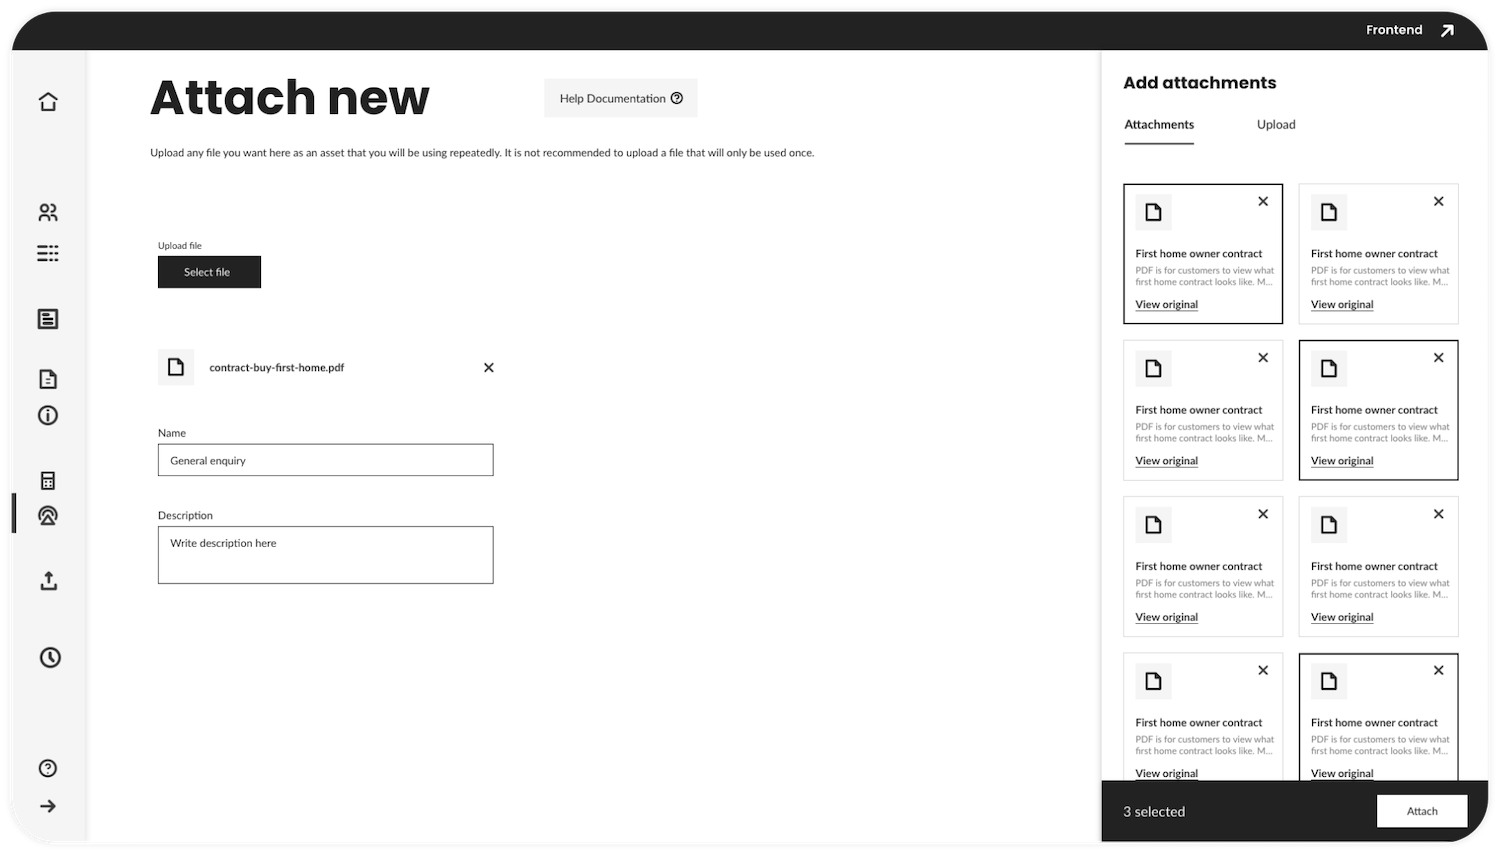 Frontend
Attach new
Help Documentation
Upload any file you want here as an asset that you will be using repeatedly. It is not recommended to upload a file that will only be used once.
Upload file
Select file
contract-buy-first-home.pdf
Name
General enquiry
Description
Write description here
Add attachments
Attachments
Upload
First home owner contract
PDF is for customers to view what
first home contract looks like. M...
View original
First home owner contract
PDF is for customers to view what
first home contract looks like. M...
View original
First home owner contract
PDF is for customers to view what
first home contract looks like. M...
View original
First home owner contract
PDF is for customers to view what
first home contract looks like. M...
View original
First home owner contract
PDF is for customers to view what
first home contract looks like. M...
View original
First home owner contract
PDF is for customers to view what
first home contract looks like. M...
View original
First home owner contract
PDF is for customers to view what
first home contract looks like. M...
View original
First home owner contract
PDF is for customers to view what
first home contract looks like. M...
View original
3 selected
Attach